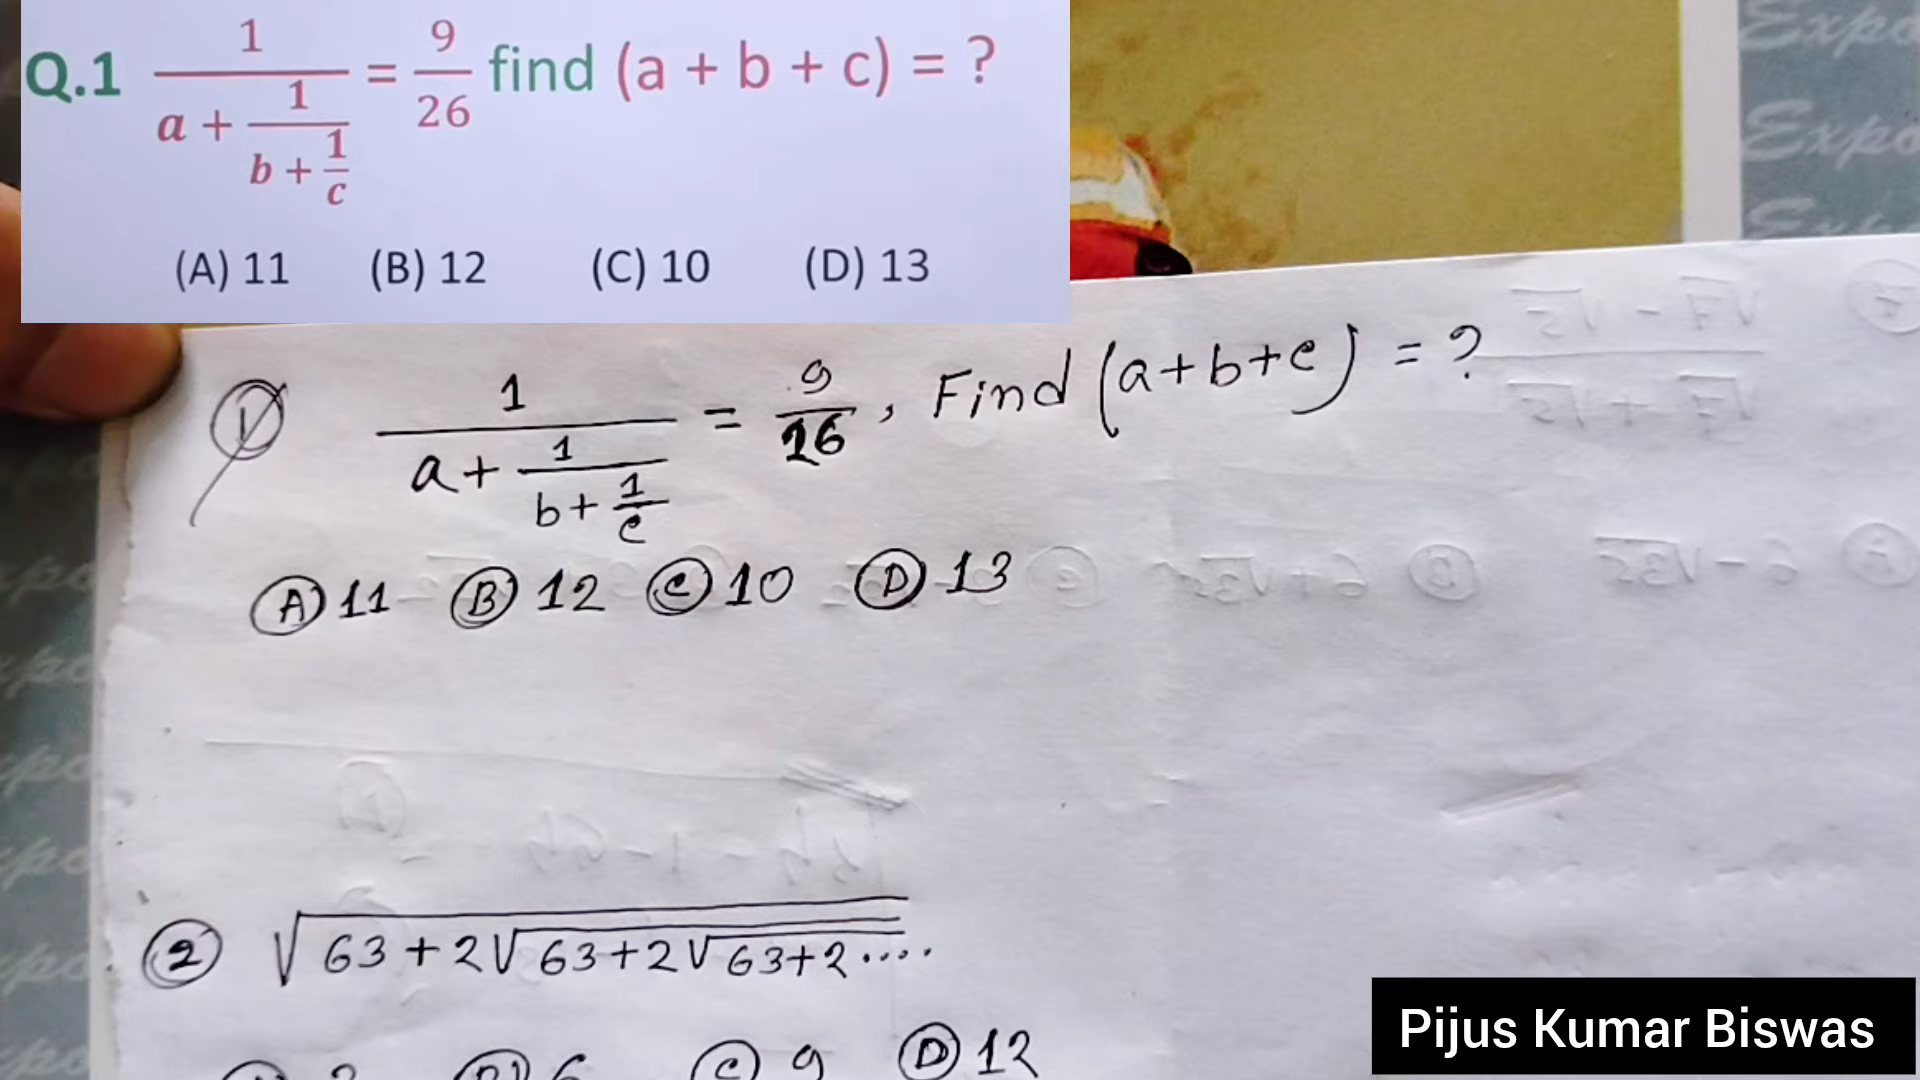 Q.1 1/(a + 1/(b + 1/c)) = 9/26 find (a + b + c) = ?
(A) 11 (B) 12 (C) 10 (D) 13
① 1/(a + 1/(b + 1/c)) = 9/26, Find (a+b+c) = ?
Ⓐ 11 Ⓑ 12 Ⓒ 10 Ⓓ 13
② √(63+2√(63+2√(63+2....
Ⓒ 9 Ⓓ 12
Pijus Kumar Biswas